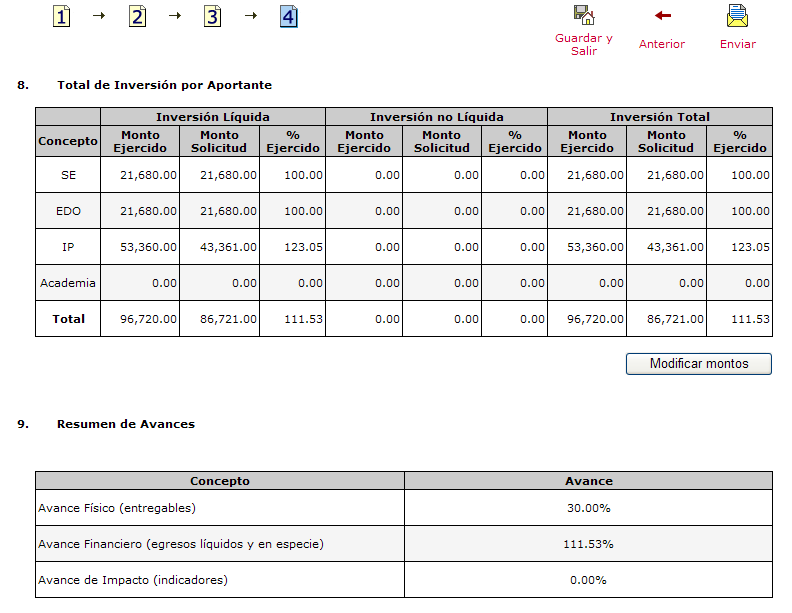 1 → 2 → 3 → 4
Guardar y
Salir
Anterior
Enviar
8. Total de Inversión por Aportante
Inversión Líquida Inversión no Líquida Inversión Total
Concepto Monto Ejercido Monto Solicitud % Ejercido Monto Ejercido Monto Solicitud % Ejercido Monto Ejercido Monto Solicitud % Ejercido
SE 21,680.00 21,680.00 100.00 0.00 0.00 0.00 21,680.00 21,680.00 100.00
EDO 21,680.00 21,680.00 100.00 0.00 0.00 0.00 21,680.00 21,680.00 100.00
IP 53,360.00 43,361.00 123.05 0.00 0.00 0.00 53,360.00 43,361.00 123.05
Academia 0.00 0.00 0.00 0.00 0.00 0.00 0.00 0.00 0.00
Total 96,720.00 86,721.00 111.53 0.00 0.00 0.00 96,720.00 86,721.00 111.53
Modificar montos
9. Resumen de Avances
Concepto Avance
Avance Físico (entregables) 30.00%
Avance Financiero (egresos líquidos y en especie) 111.53%
Avance de Impacto (indicadores) 0.00%